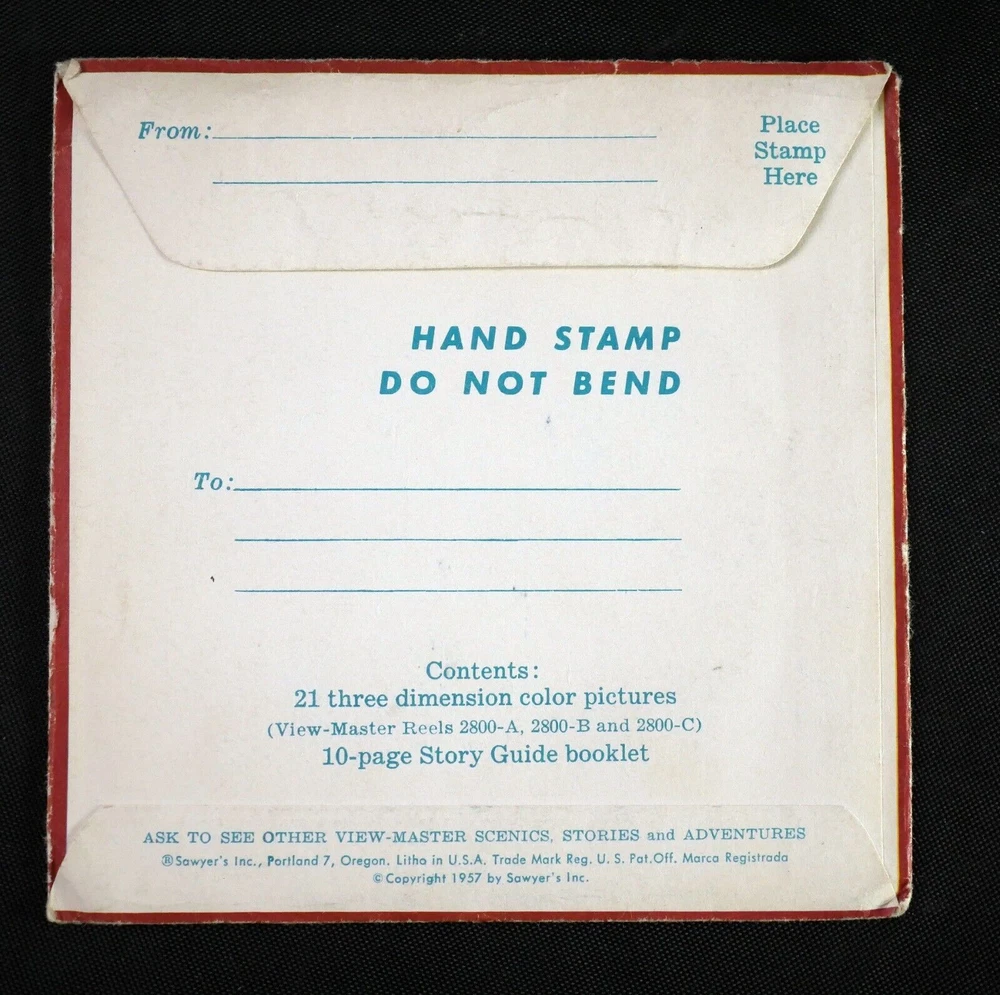 From:
Place
Stamp
Here
HAND STAMP
DO NOT BEND
To:
Contents:
21 three dimension color pictures
(View-Master Reels 2800-A, 2800-B and 2800-C)
10-page Story Guide booklet
ASK TO SEE OTHER VIEW-MASTER SCENICS, STORIES and ADVENTURES
®Sawyer's Inc., Portland 7, Oregon. Litho in U.S.A. Trade Mark Reg. U. S. Pat.Off. Marca Registrada
© Copyright 1957 by Sawyer's Inc.